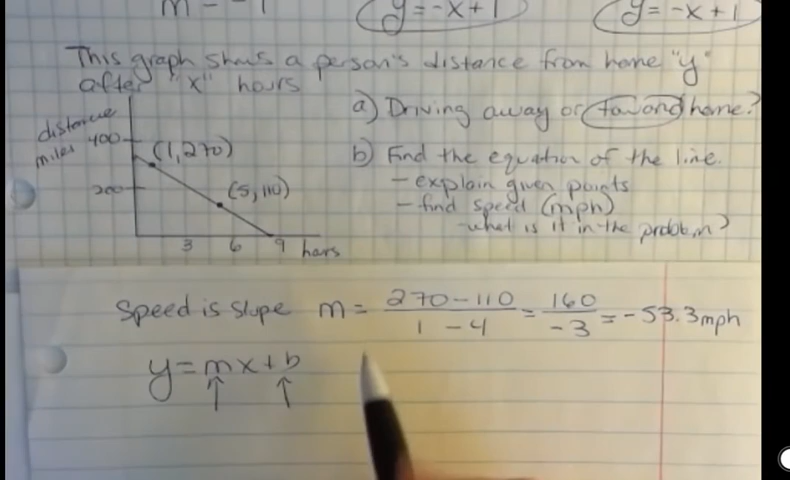 m = -1
y=-x+1
y=-x+1
This graph shows a person's distance from home "y"
after "x" hours
distance
miles
400
200
(1,270)
(5,110)
3 6 9 hours
a) Driving away or toward home?
b) Find the equation of the line.
- explain given points
- find speed (mph)
- what is it in the problem?
Speed is slope m = 270-110 / 1-4 = 160 / -3 = -53.3mph
y=mx+b